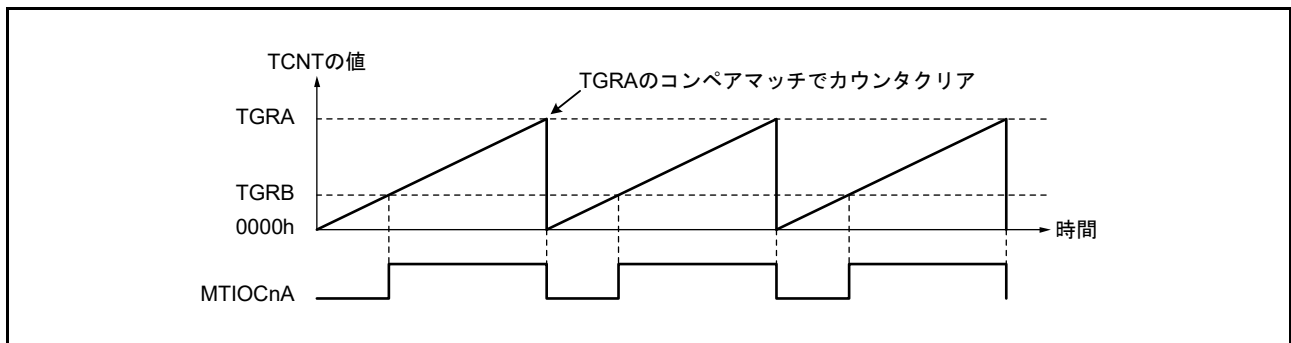 TCNTの値
TGRAのコンペアマッチでカウンタクリア
TGRA
TGRB
0000h
時間
MTIOCnA